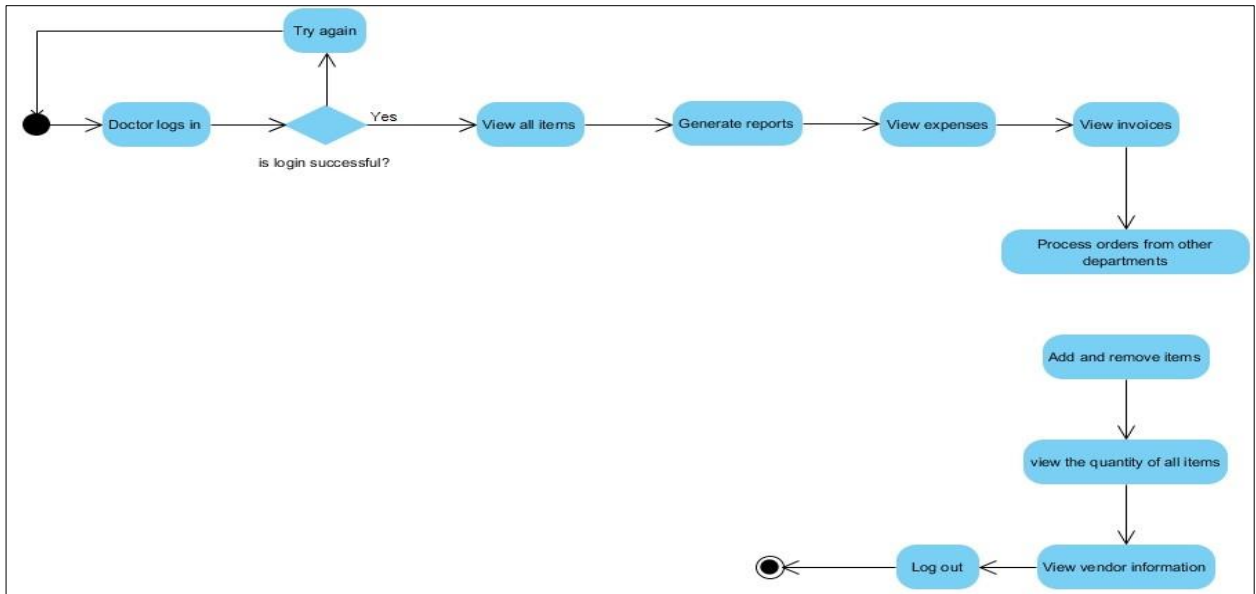 Try again
Doctor logs in
Yes
is login successful?
View all items
Generate reports
View expenses
View invoices
Process orders from other
departments
Add and remove items
view the quantity of all items
View vendor information
Log out